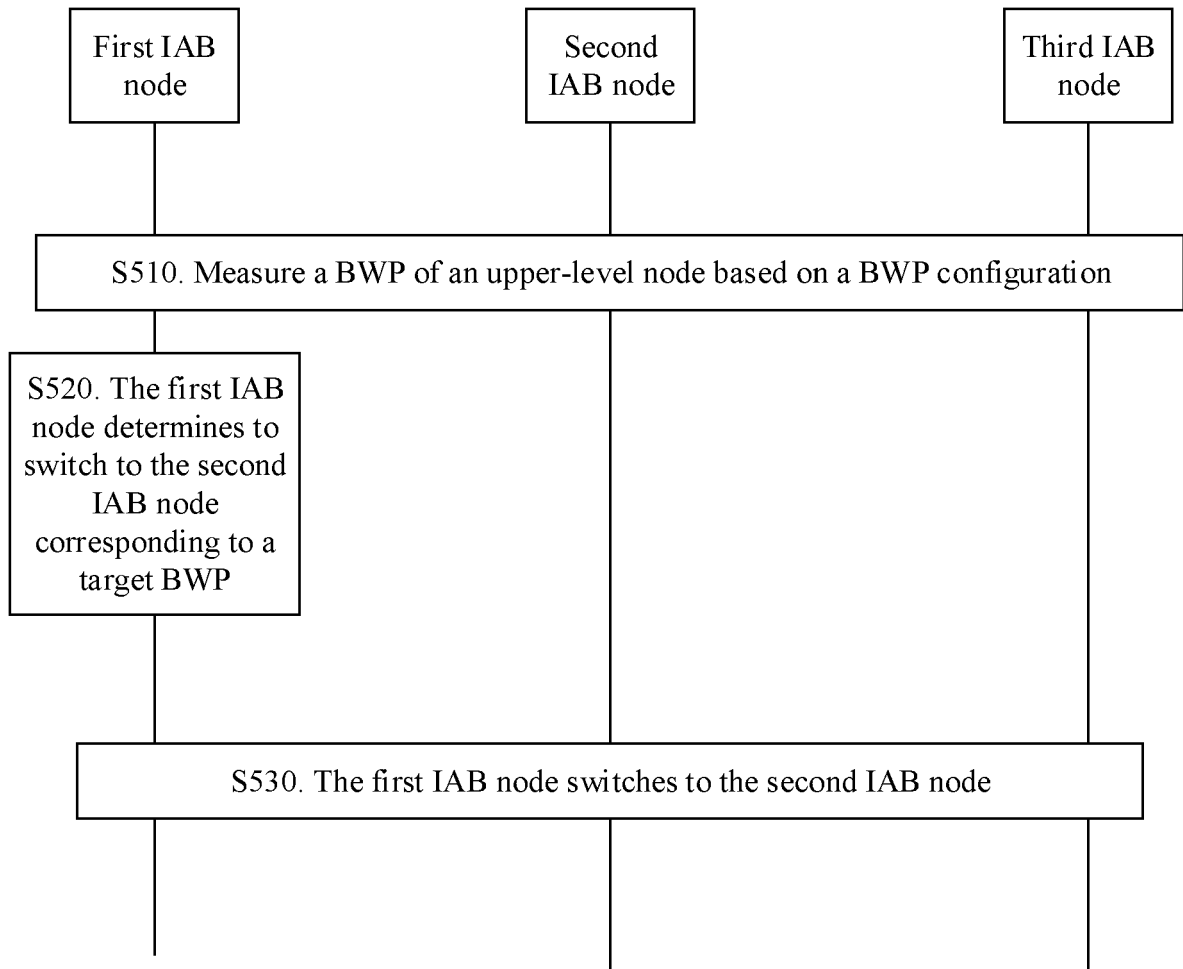 First IAB
node
Second
IAB node
Third IAB
node
S510. Measure a BWP of an upper-level node based on a BWP configuration
S520. The first IAB
node determines to
switch to the second
IAB node
corresponding to a
target BWP
S530. The first IAB node switches to the second IAB node